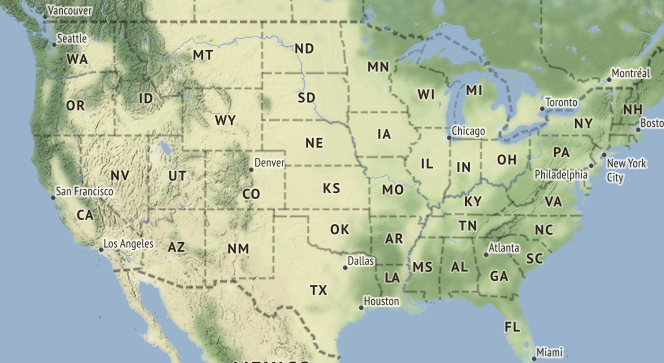 Vancouver
Seattle
WA
MT
ND
MN
Montréal
OR
ID
SD
WI
MI
Toronto
NH
WY
NY
Bosto
IA
Chicago
NE
PA
OH
IL
IN
New York
City
Philadelphia
Denver
NV
UT
CO
KS
MO
KY
VA
San Francisco
CA
Los Angeles
AZ
NM
OK
AR
TN
NC
Atlanta
SC
Dallas
MS
AL
GA
LA
TX
Houston
FL
Miami